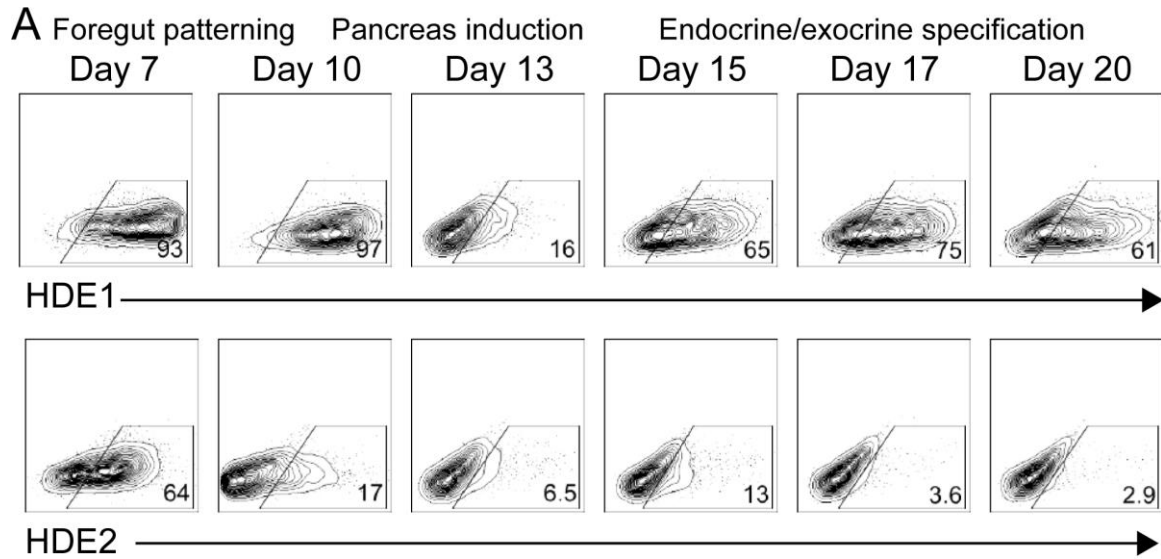 A Foregut patterning Pancreas induction Endocrine/exocrine specification
Day 7 Day 10 Day 13 Day 15 Day 17 Day 20
93 97 16 65 75 61
HDE1
64 17 6.5 13 3.6 2.9
HDE2